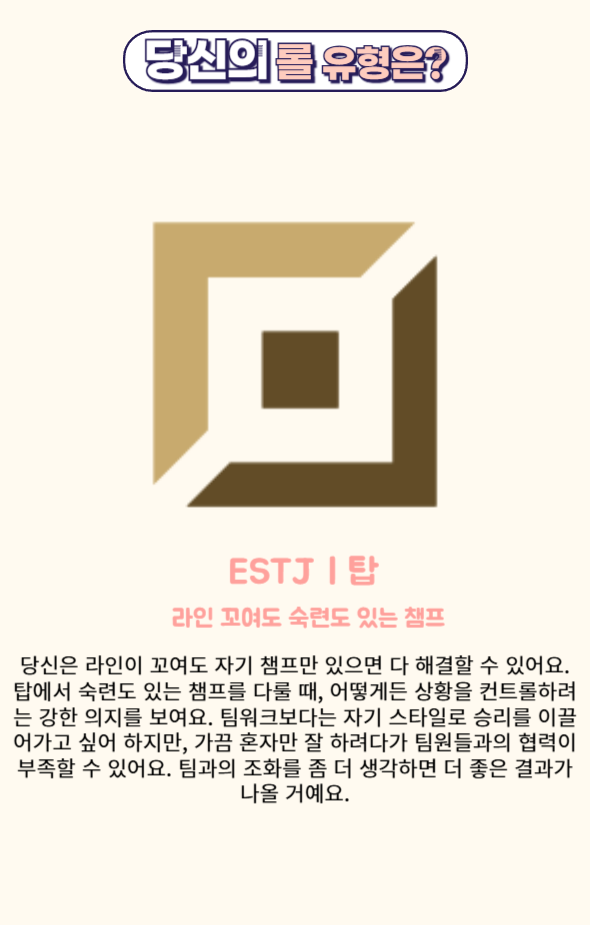 당신의 롤 유형은?
ESTJ | 탑
라인 꼬여도 숙련도 있는 챔프
당신은 라인이 꼬여도 자기 챔프만 있으면 다 해결할 수 있어요.
탑에서 숙련도 있는 챔프를 다룰 때, 어떻게든 상황을 컨트롤하려
는 강한 의지를 보여요. 팀워크보다는 자기 스타일로 승리를 이끌
어가고 싶어 하지만, 가끔 혼자만 잘 하려다가 팀원들과의 협력이
부족할 수 있어요. 팀과의 조화를 좀 더 생각하면 더 좋은 결과가
나올 거예요.